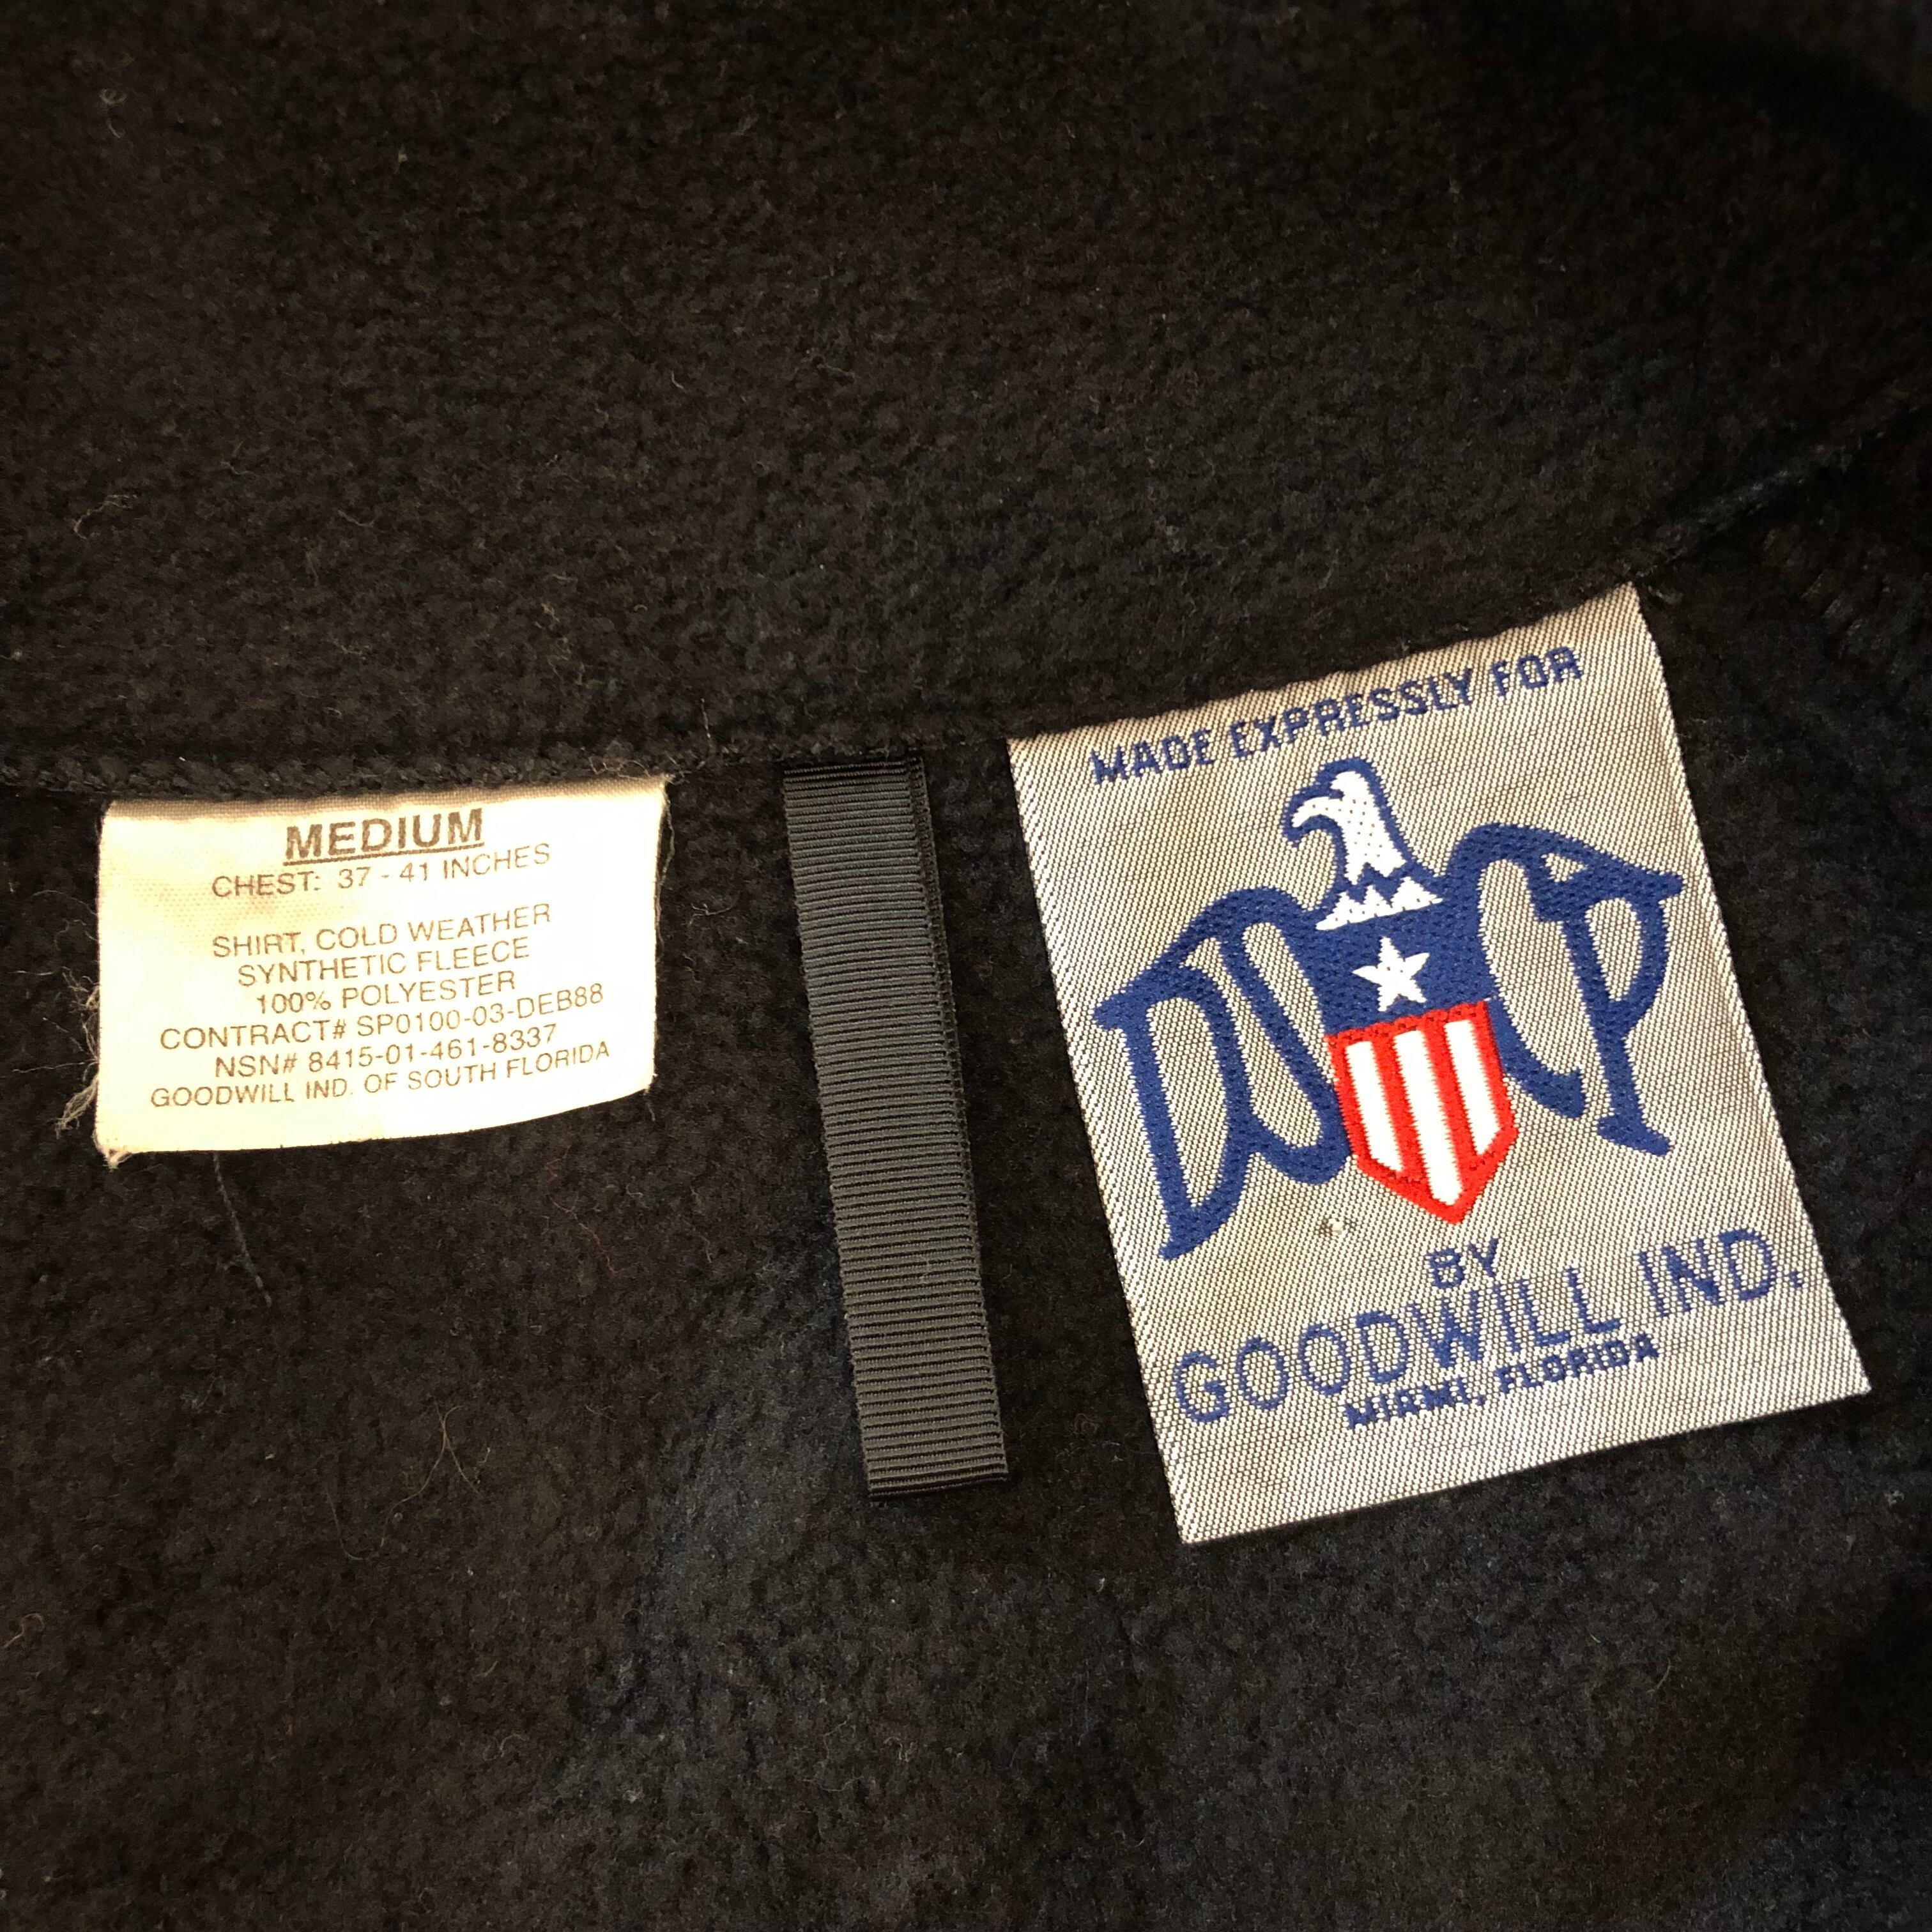 MEDIUM
CHEST: 37 - 41 INCHES
SHIRT, COLD WEATHER
SYNTHETIC FLEECE
100% POLYESTER
CONTRACT# SP0100-03-DEB88
NSN# 8415-01-461-8337
GOODWILL IND. OF SOUTH FLORIDA
MADE EXPRESSLY FOR
DSCP
BY
GOODWILL IND.
MIAMI, FLORIDA